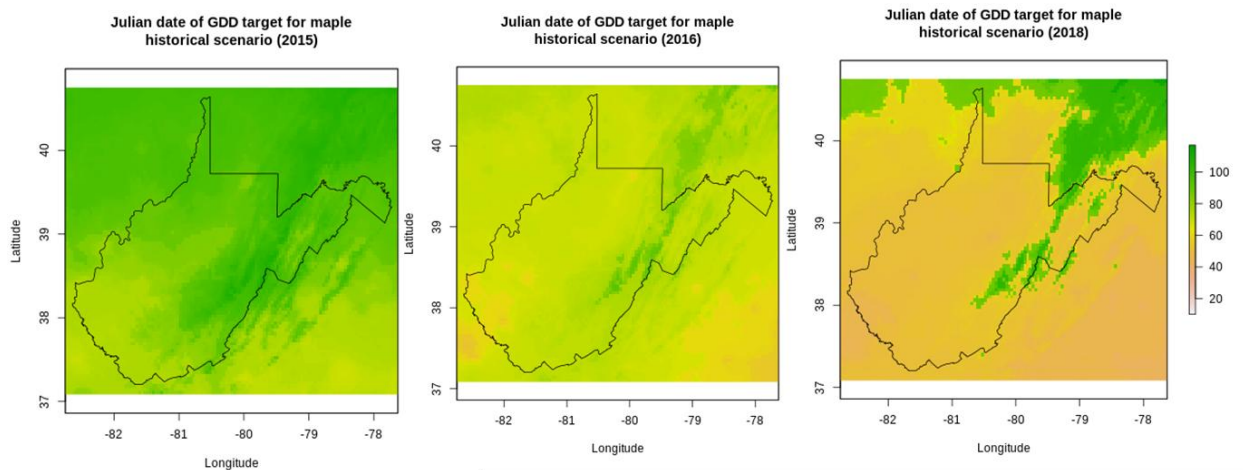 Julian date of GDD target for maple
historical scenario (2015)
Latitude
40
39
38
37
-82
-81
-80
-79
-78
Longitude
Julian date of GDD target for maple
historical scenario (2016)
Latitude
40
39
38
37
-82
-81
-80
-79
-78
Longitude
Julian date of GDD target for maple
historical scenario (2018)
Latitude
40
39
38
37
-82
-81
-80
-79
-78
Longitude
100
80
60
40
20